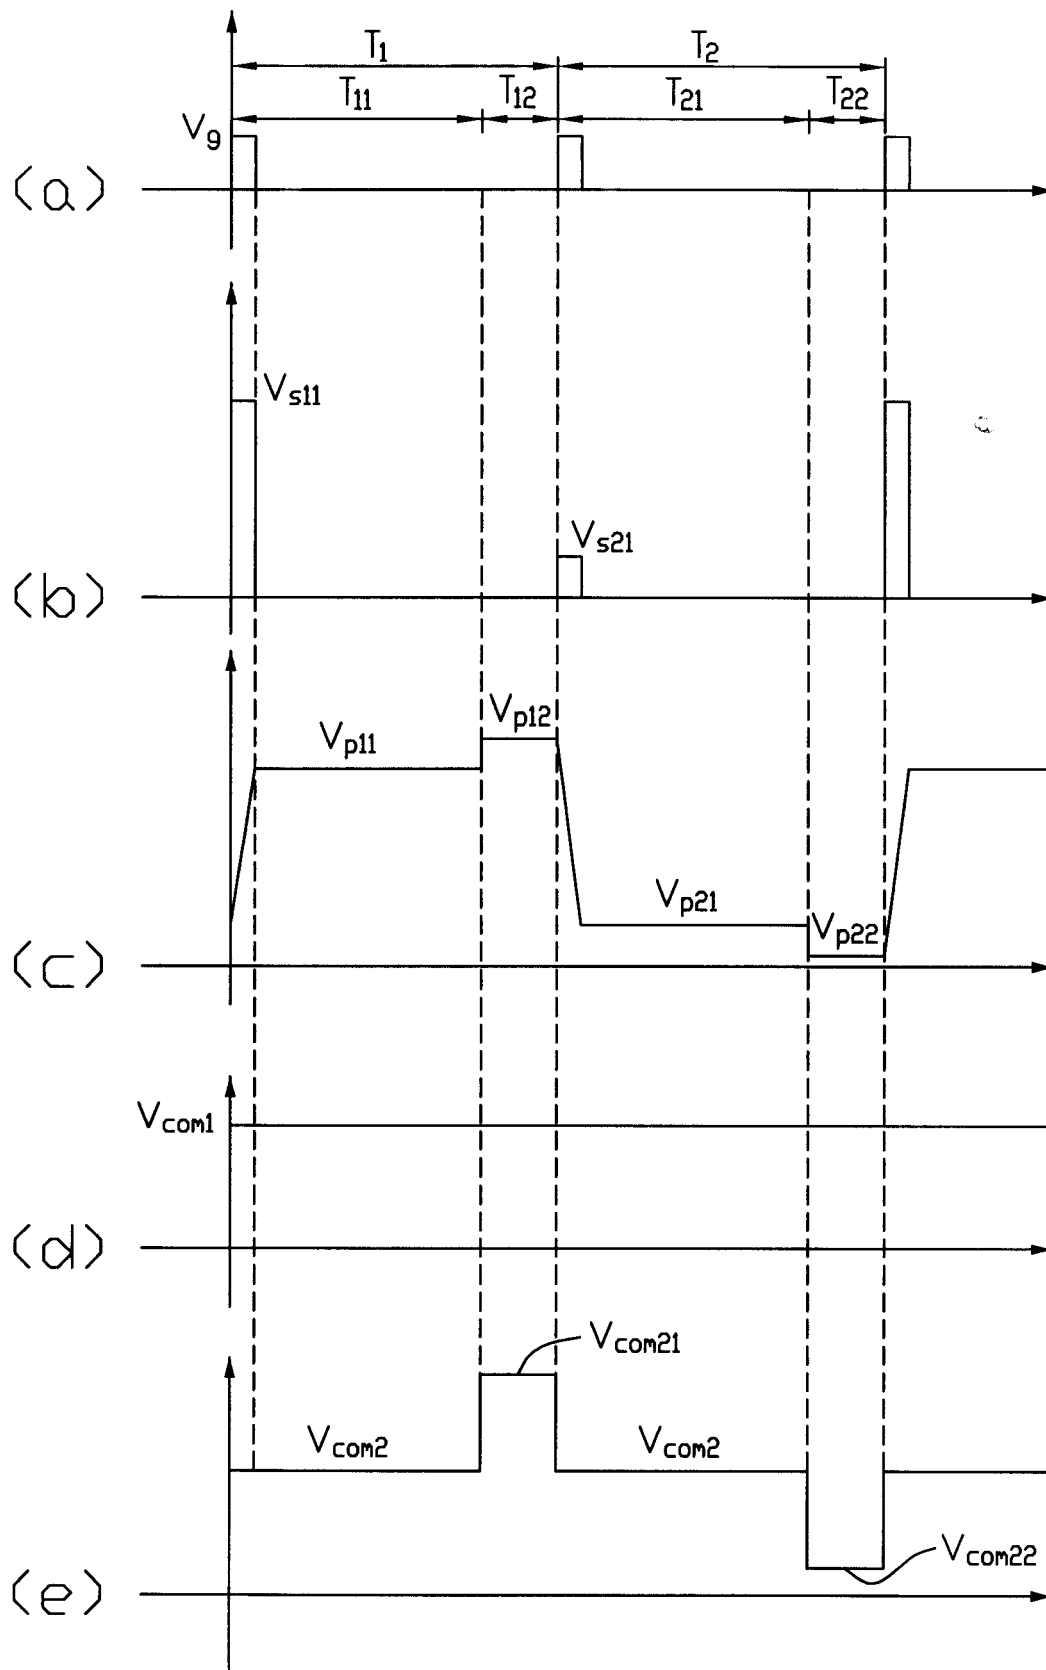 T1 T2
T11 T12 T21 T22
Vg
(a)
Vs11
Vs21
(b)
Vp12
Vp11
Vp21
Vp22
(c)
Vcom1
(d)
Vcom21
Vcom2 Vcom2
Vcom22
(e)